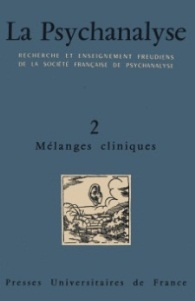 La Psychanalyse
RECHERCHE ET ENSEIGNEMENT FREUDIENS
DE LA SOCIÉTÉ FRANÇAISE DE PSYCHANALYSE
2
Mélanges cliniques
Presses Universitaires de France